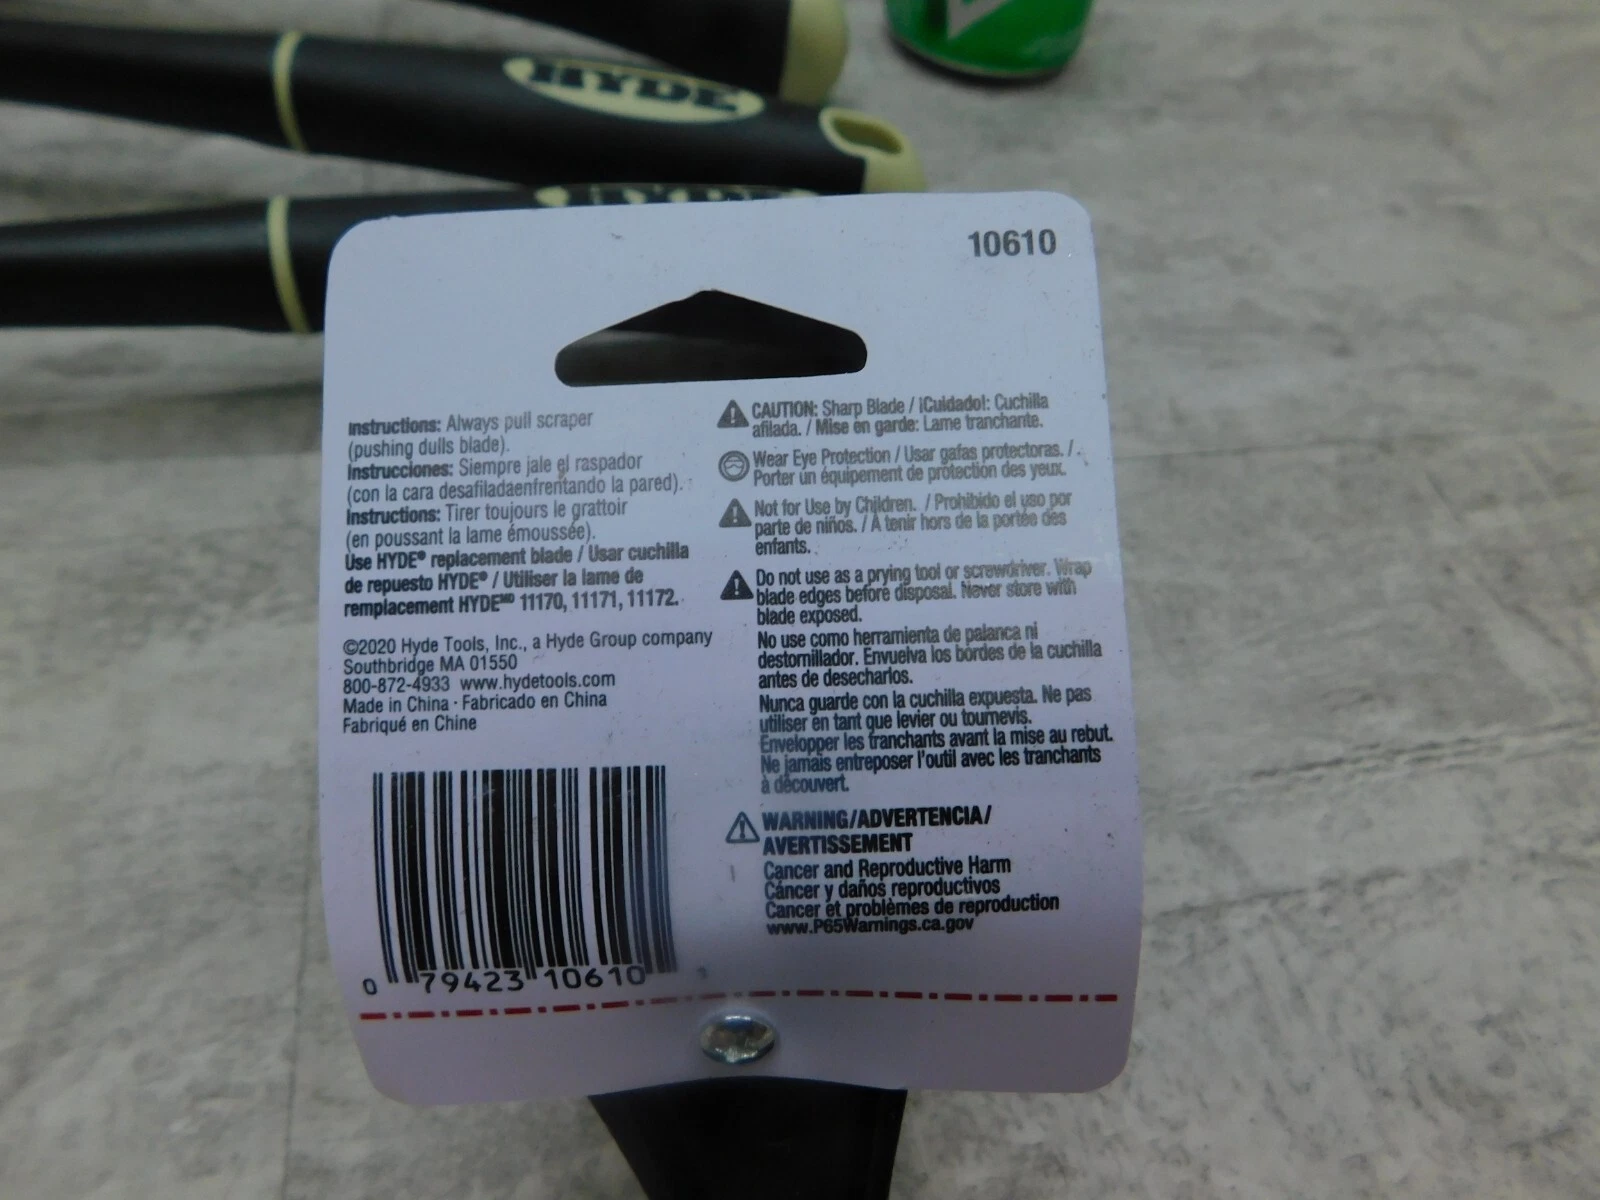 HYDE
10610
Instructions: Always pull scraper
(pushing dulls blade).
Instrucciones: Siempre jale el raspador
(con la cara desafiladaenfrentando la pared).
Instructions: Tirer toujours le grattoir
(en poussant la lame émoussée).
Use HYDE® replacement blade / Usar cuchilla
de repuesto HYDE® / Utiliser la lame de
remplacement HYDEMD 11170, 11171, 11172.
©2020 Hyde Tools, Inc., a Hyde Group company
Southbridge MA 01550
800-872-4933 www.hydetools.com
Made in China · Fabricado en China
Fabriqué en Chine
0 79423 10610 1
CAUTION: Sharp Blade / ¡Cuidado!: Cuchilla
afilada. / Mise en garde: Lame tranchante.
Wear Eye Protection / Usar gafas protectoras. /
Porter un équipement de protection des yeux.
Not for Use by Children. / Prohibido el uso por
parte de niños. / À tenir hors de la portée des
enfants.
Do not use as a prying tool or screwdriver. Wrap
blade edges before disposal. Never store with
blade exposed.
No use como herramienta de palanca ni
destornillador. Envuelva los bordes de la cuchilla
antes de desecharlos.
Nunca guarde con la cuchilla expuesta. Ne pas
utiliser en tant que levier ou tournevis.
Envelopper les tranchants avant la mise au rebut.
Ne jamais entreposer l'outil avec les tranchants
à découvert.
WARNING/ADVERTENCIA/
AVERTISSEMENT
Cancer and Reproductive Harm
Cáncer y daños reproductivos
Cancer et problèmes de reproduction
www.P65Warnings.ca.gov